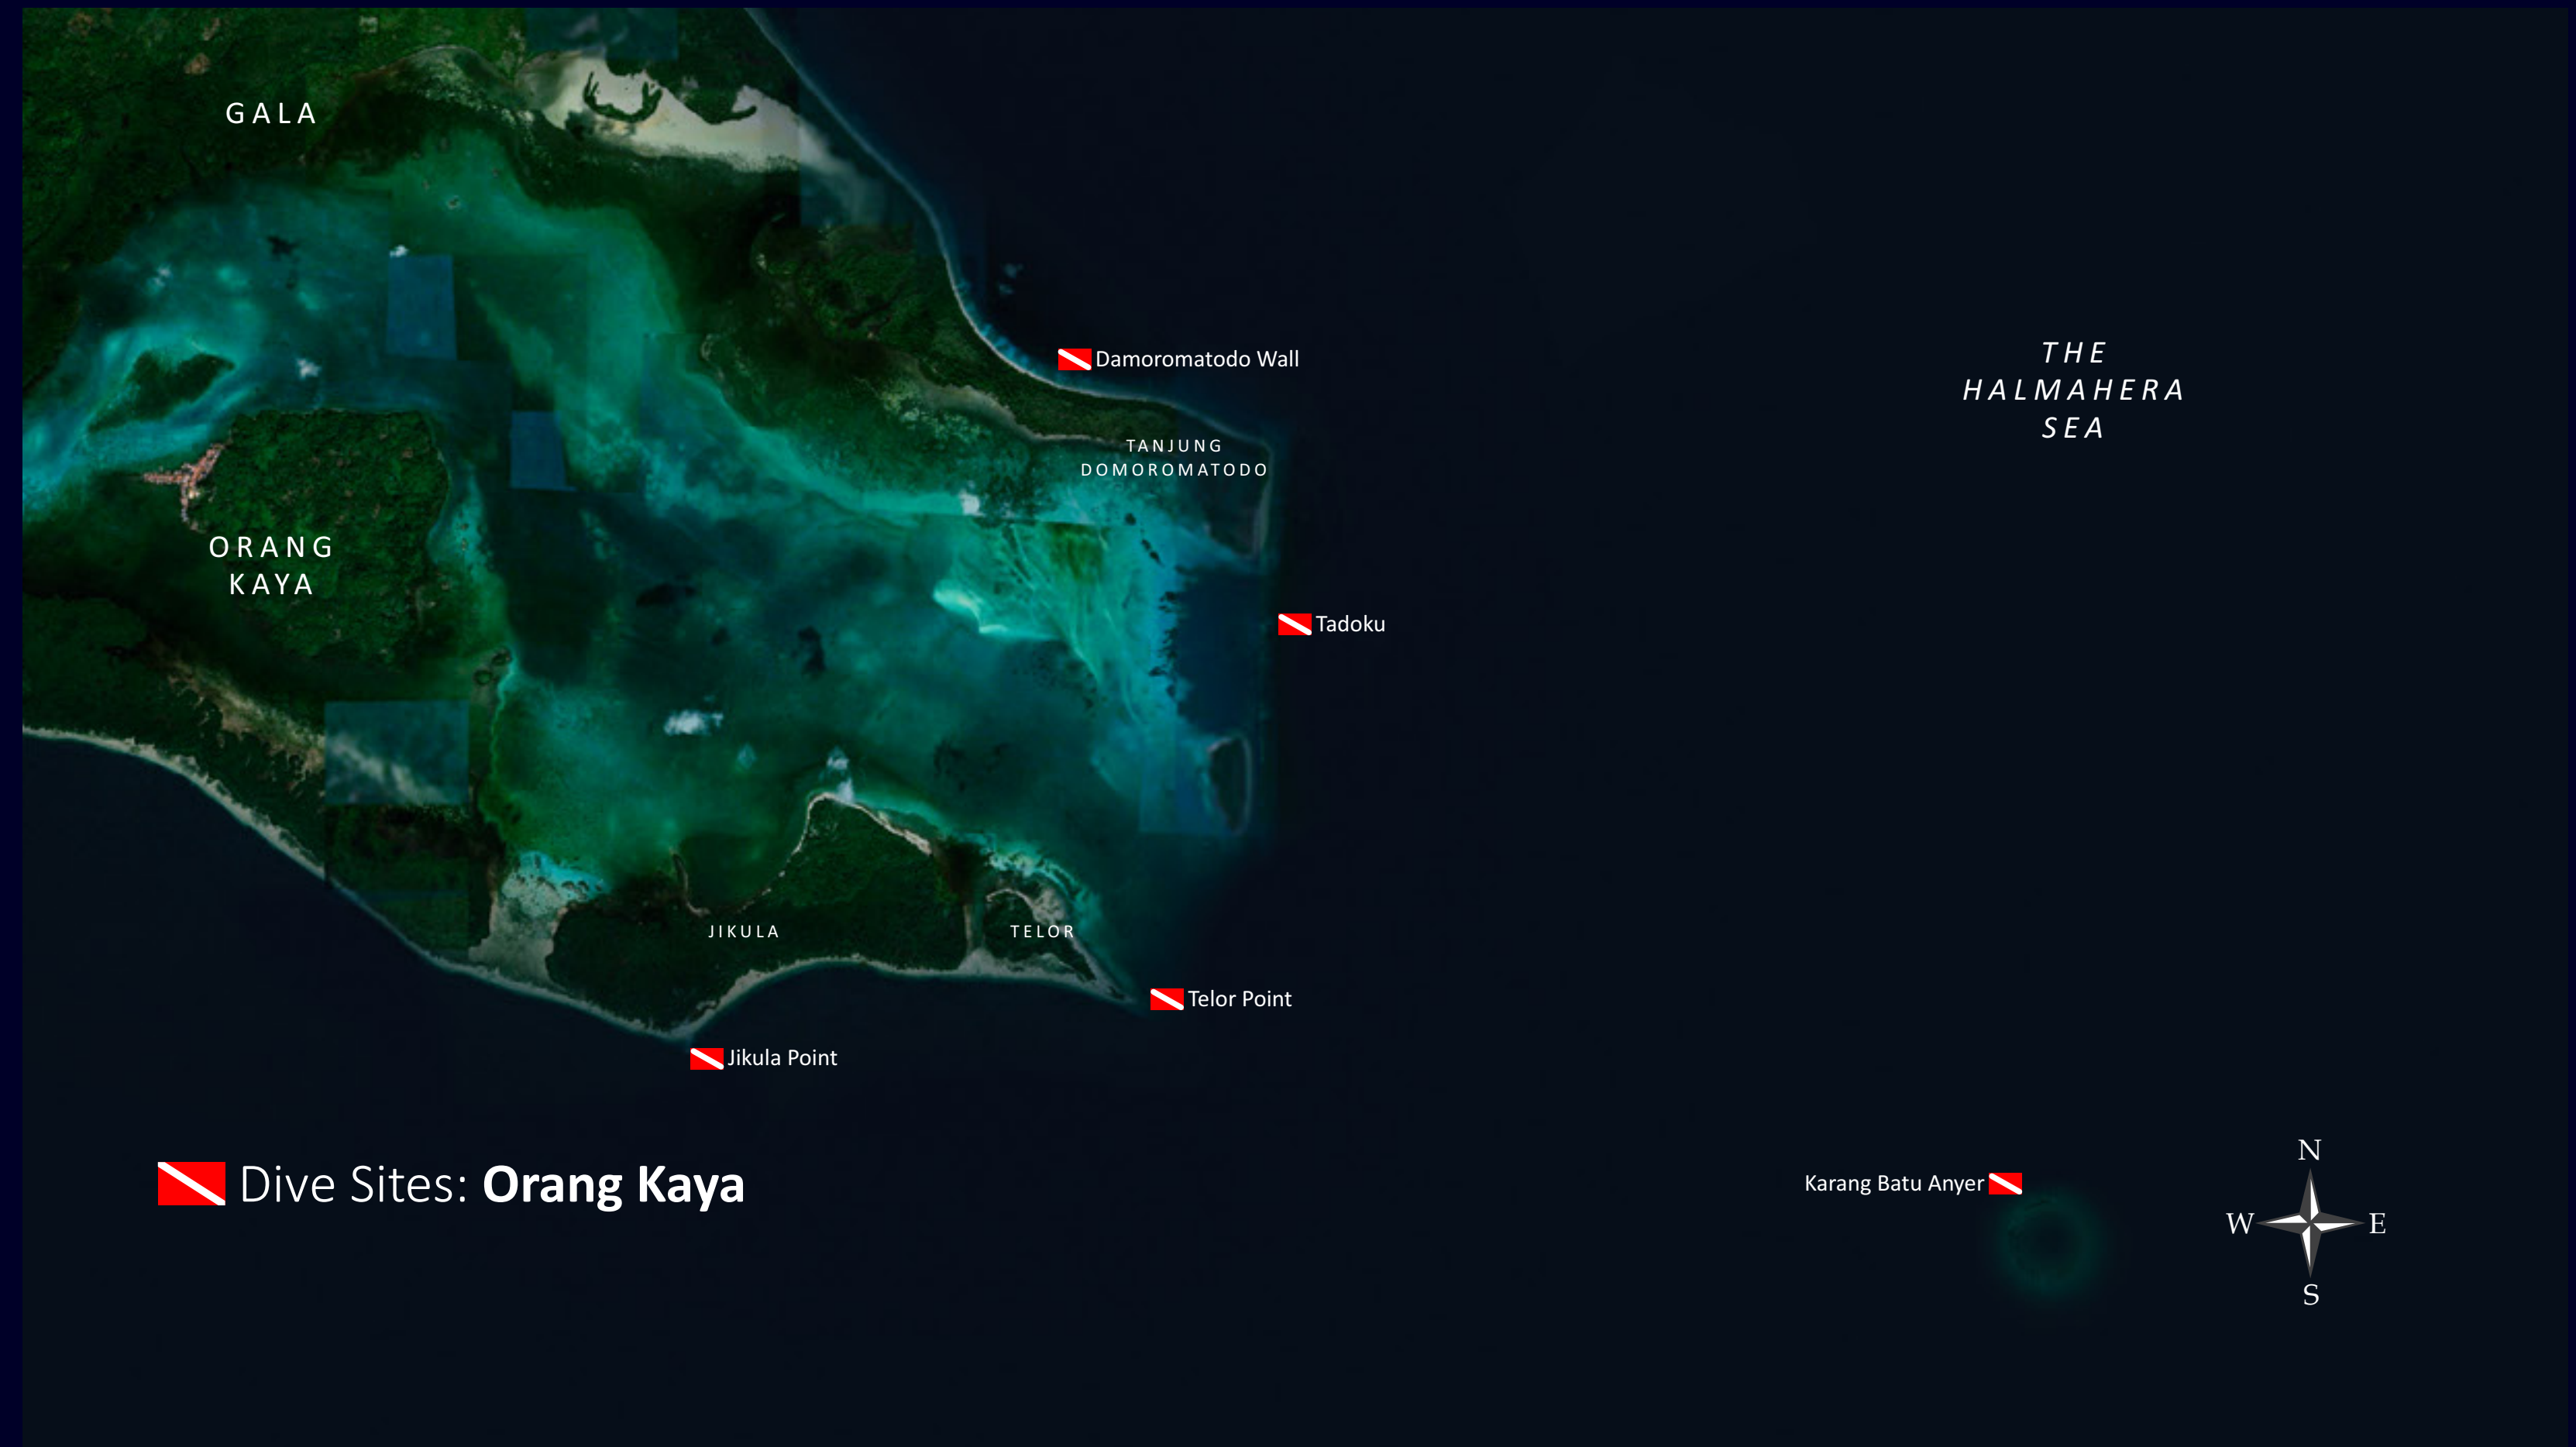 GALA
Damoromatodo Wall
THE
HALMAHERA
SEA
TANJUNG
DOMOROMATODO
ORANG
KAYA
Tadoku
JIKULA
TELOR
Telor Point
Jikula Point
Dive Sites: Orang Kaya
Karang Batu Anyer
N
W
E
S